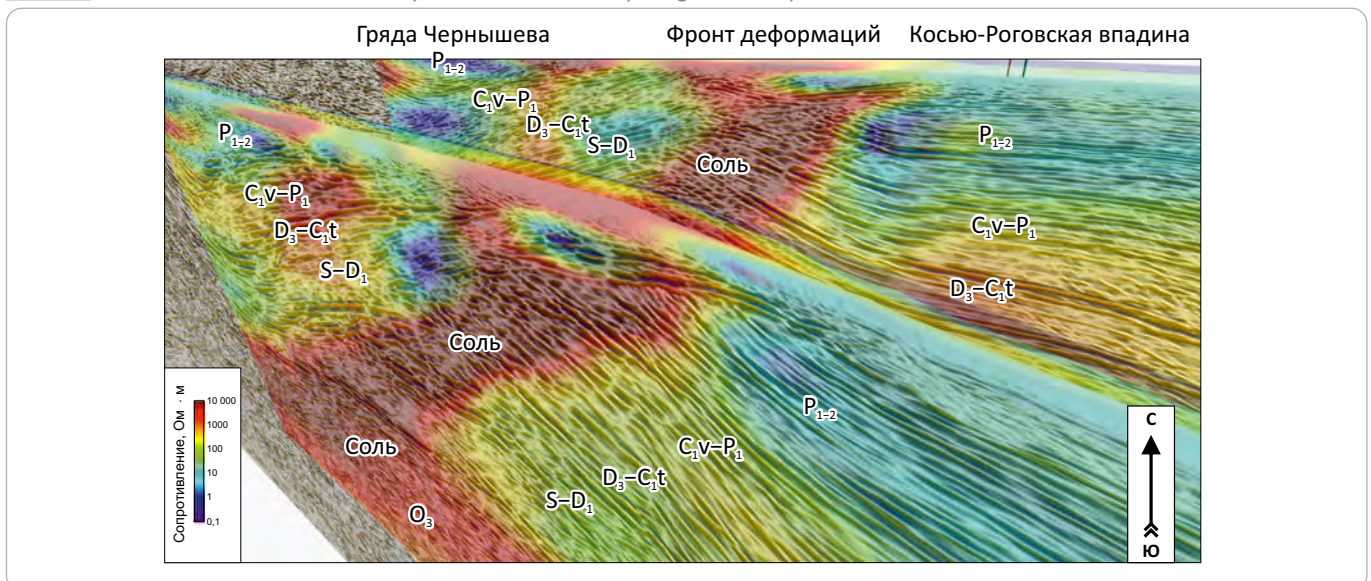 Гряда Чернышева Фронт деформаций Косью-Роговская впадина
P₁₋₂
C₁v–P₁
D₃–C₁t
S–D₁
Соль
P₁₋₂
C₁v–P₁
D₃–C₁t
P₁₋₂
C₁v–P₁
D₃–C₁t
S–D₁
Соль
Соль
O₃
P₁₋₂
C₁v–P₁
D₃–C₁t
S–D₁
Сопротивление, Ом · м
10 000
1000
100
10
1
0,1
С
Ю